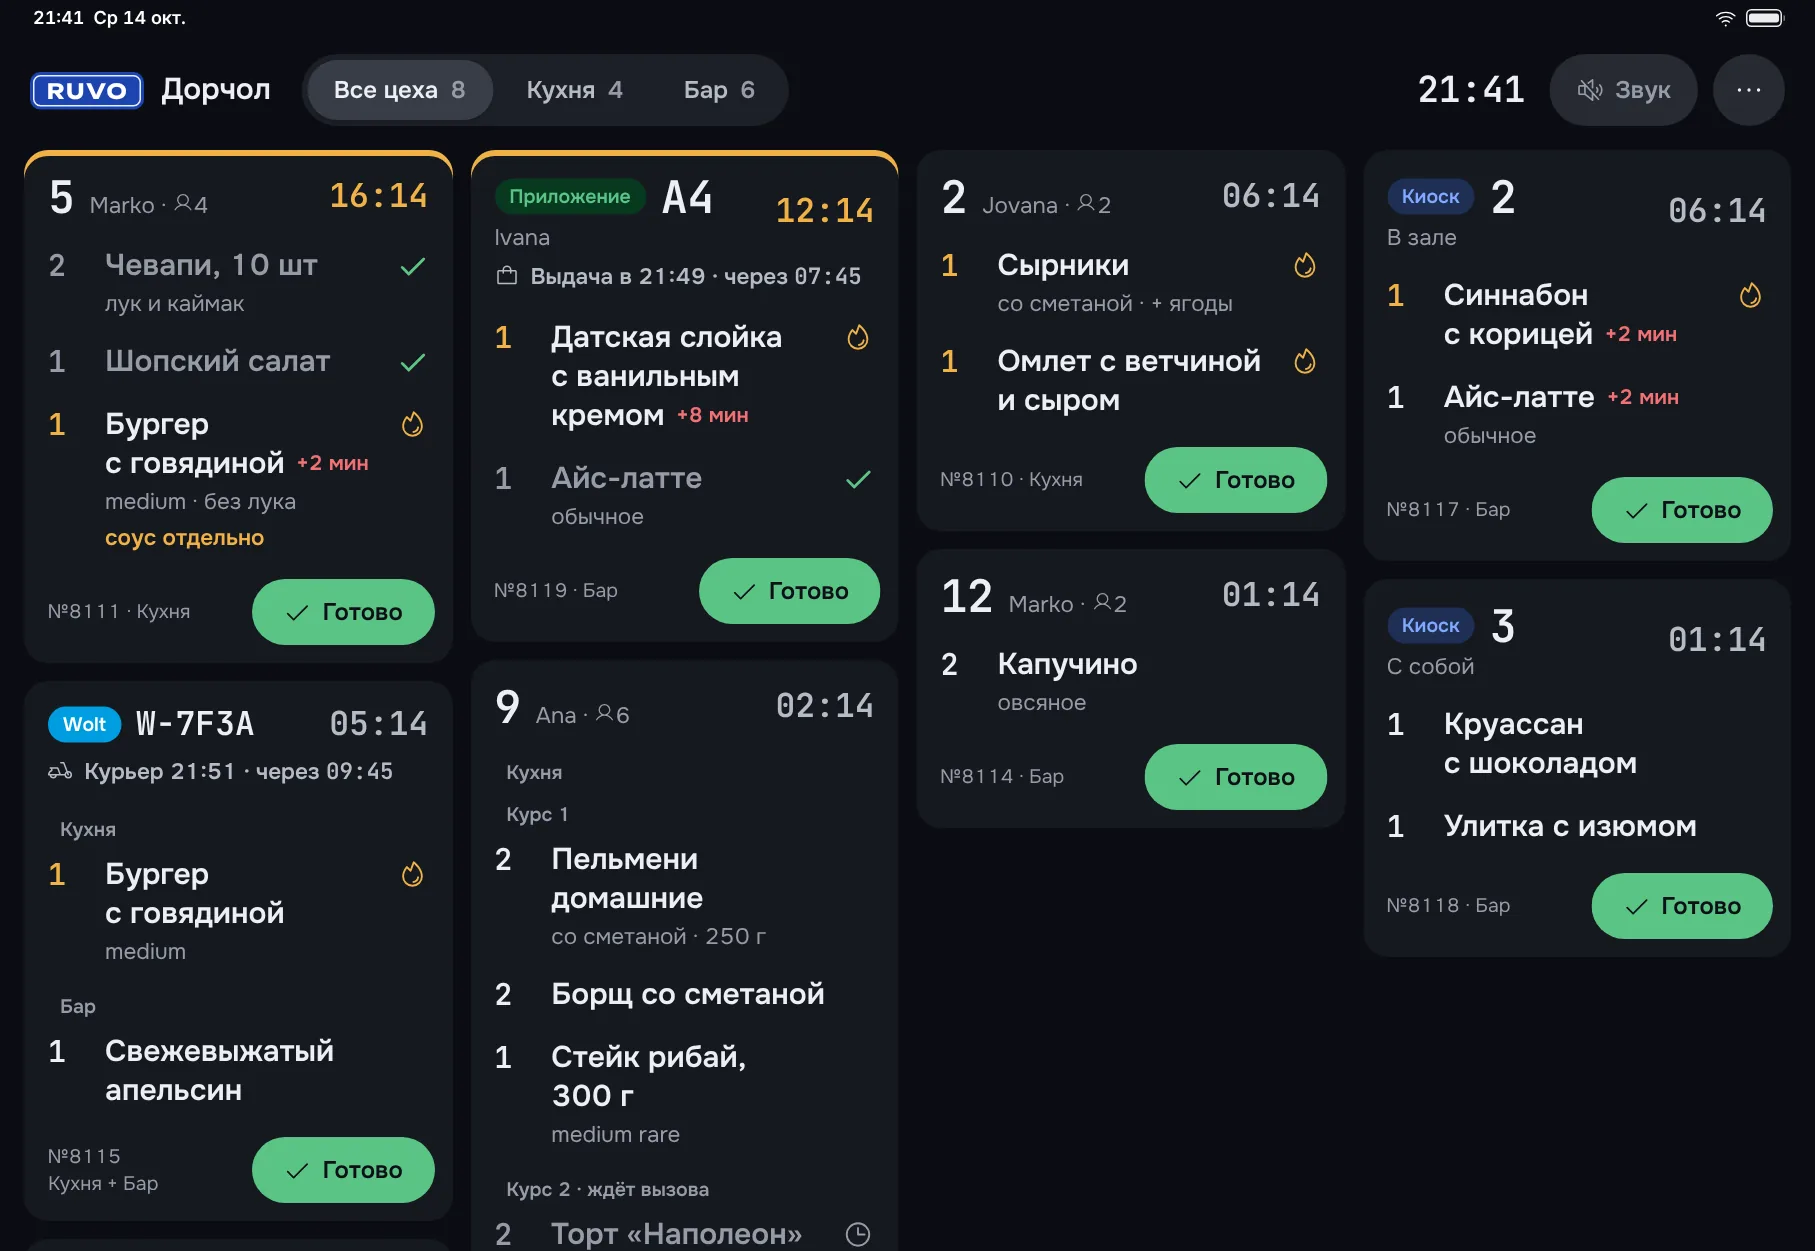 21:41 Ср 14 окт.
RUVO Дорчол
Все цеха 8
Кухня 4
Бар 6
21:41
Звук
5 Marko · 4
16:14
2 Чевапи, 10 шт
лук и каймак
1 Шопский салат
1 Бургер
с говядиной +2 мин
medium · без лука
соус отдельно
№8111 · Кухня
Готово
Wolt W-7F3A
05:14
Курьер 21:51 · через 09:45
Кухня
1 Бургер
с говядиной
medium
Бар
1 Свежевыжатый
апельсин
№8115
Кухня + Бар
Готово
Приложение A4
12:14
Ivana
Выдача в 21:49 · через 07:45
1 Датская слойка
с ванильным
кремом +8 мин
1 Айс-латте
обычное
№8119 · Бар
Готово
9 Ana · 6
02:14
Кухня
Курс 1
2 Пельмени
домашние
со сметаной · 250 г
2 Борщ со сметаной
1 Стейк рибай,
300 г
medium rare
Курс 2 · ждёт вызова
2 Торт «Наполеон»
2 Jovana · 2
06:14
1 Сырники
со сметаной · + ягоды
1 Омлет с ветчиной
и сыром
№8110 · Кухня
Готово
12 Marko · 2
01:14
2 Капучино
овсяное
№8114 · Бар
Готово
Киоск 2
06:14
В зале
1 Синнабон
с корицей +2 мин
1 Айс-латте +2 мин
обычное
№8117 · Бар
Готово
Киоск 3
01:14
С собой
1 Круассан
с шоколадом
1 Улитка с изюмом
№8118 · Бар
Готово